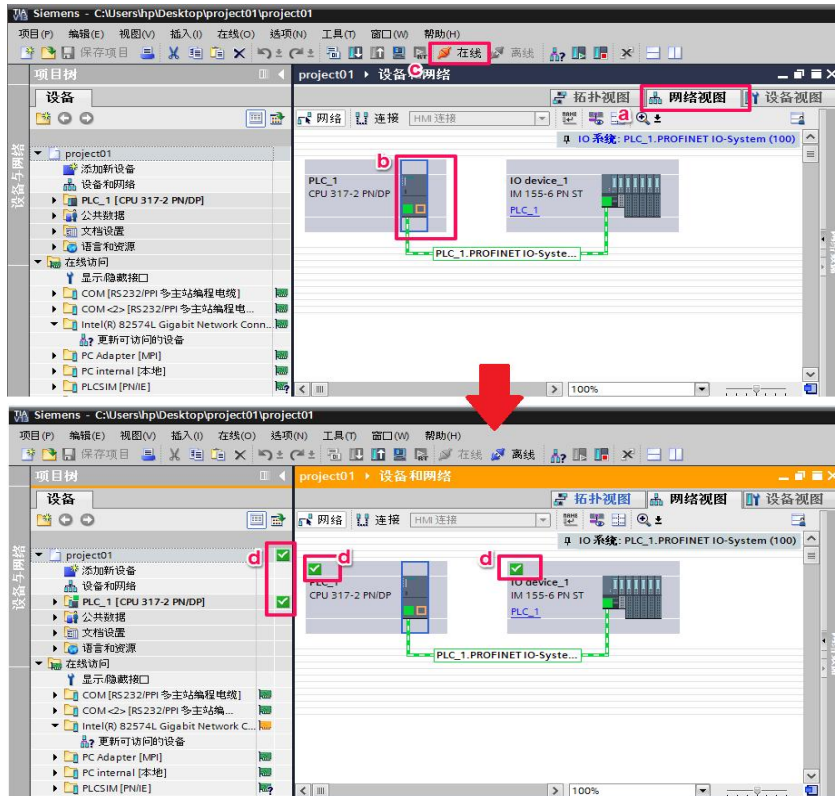 Siemens - C:\Users\hp\Desktop\project01\project01
项目(P) 编辑(E) 视图(V) 插入(I) 在线(O) 选项(N) 工具(T) 窗口(W) 帮助(H)
保存项目 在线 离线
项目树
project01 ▸ 设备和网络
c
设备
拓扑视图 网络视图 设备视图
a
网络 连接 HMI 连接
IO 系统: PLC_1.PROFINET IO-System (100)
设备与网络
project01
添加新设备
设备和网络
PLC_1 [CPU 317-2 PN/DP]
公共数据
文档设置
语言和资源
在线访问
显示/隐藏接口
COM [RS232/PPI 多主站编程电缆]
COM <2> [RS232/PPI 多主站编程电...
Intel(R) 82574L Gigabit Network Conn...
更新可访问的设备
PC Adapter [MPI]
PC internal [本地]
PLCSIM [PN/IE]
b
PLC_1
CPU 317-2 PN/DP
IO device_1
IM 155-6 PN ST
PLC_1
PLC_1.PROFINET IO-Syste...
100%
Siemens - C:\Users\hp\Desktop\project01\project01
项目(P) 编辑(E) 视图(V) 插入(I) 在线(O) 选项(N) 工具(T) 窗口(W) 帮助(H)
保存项目 在线 离线
项目树
project01 ▸ 设备和网络
设备
拓扑视图 网络视图 设备视图
网络 连接 HMI 连接
IO 系统: PLC_1.PROFINET IO-System (100)
设备与网络
project01
d
添加新设备
设备和网络
PLC_1 [CPU 317-2 PN/DP]
公共数据
文档设置
语言和资源
在线访问
显示/隐藏接口
COM [RS232/PPI 多主站编程电缆]
COM <2> [RS232/PPI 多主站编...
Intel(R) 82574L Gigabit Network C...
更新可访问的设备
PC Adapter [MPI]
PC internal [本地]
PLCSIM [PN/IE]
d
PLC_1
CPU 317-2 PN/DP
d
IO device_1
IM 155-6 PN ST
PLC_1
PLC_1.PROFINET IO-Syste...
100%